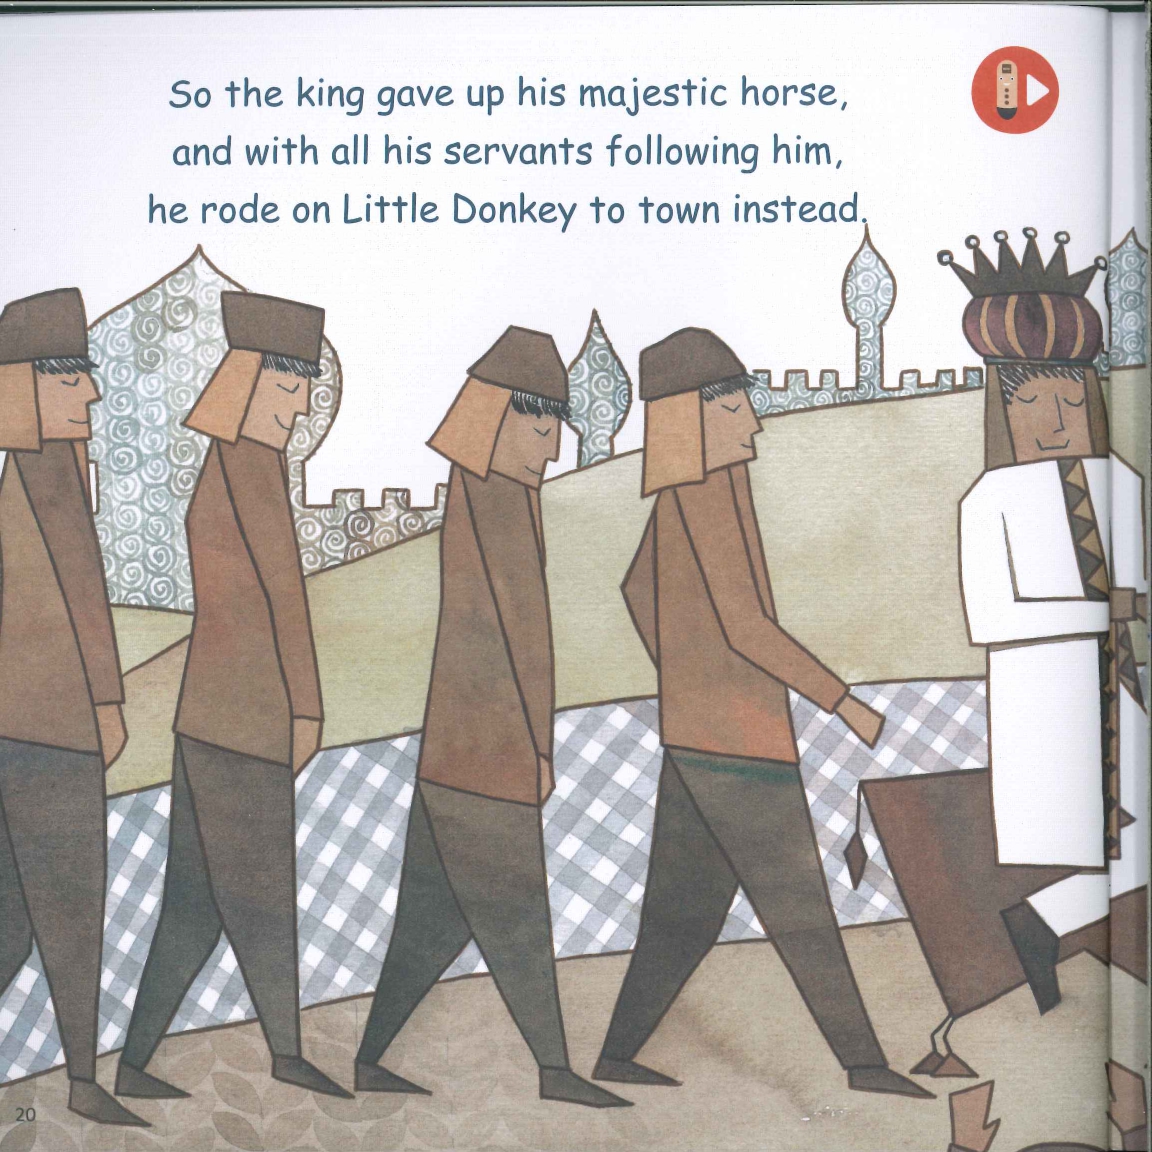 So the king gave up his majestic horse,
and with all his servants following him,
he rode on Little Donkey to town instead.
20